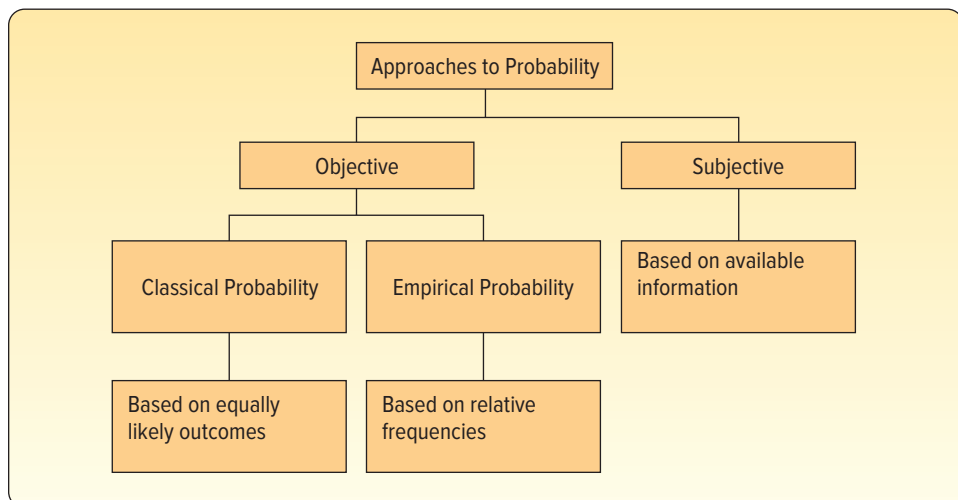 Approaches to Probability
Objective
Subjective
Classical Probability
Empirical Probability
Based on available
information
Based on equally
likely outcomes
Based on relative
frequencies